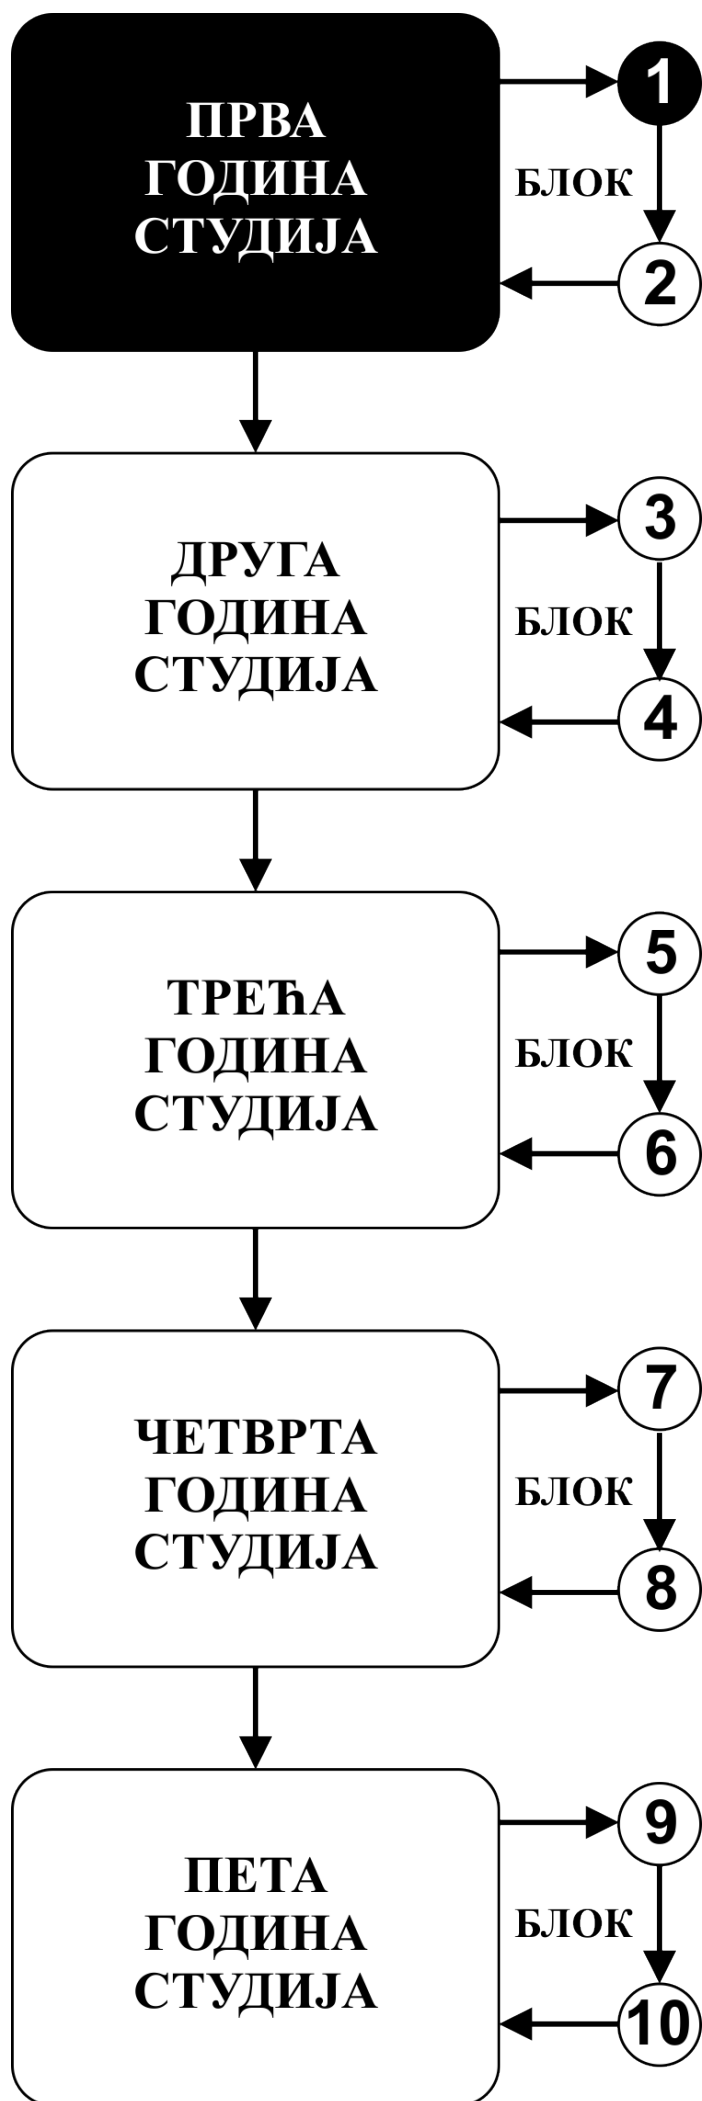 ПРВА
ГОДИНА
СТУДИЈА
1
БЛОК
2
ДРУГА
ГОДИНА
СТУДИЈА
3
БЛОК
4
ТРЕЋА
ГОДИНА
СТУДИЈА
5
БЛОК
6
ЧЕТВРТА
ГОДИНА
СТУДИЈА
7
БЛОК
8
ПЕТА
ГОДИНА
СТУДИЈА
9
БЛОК
10